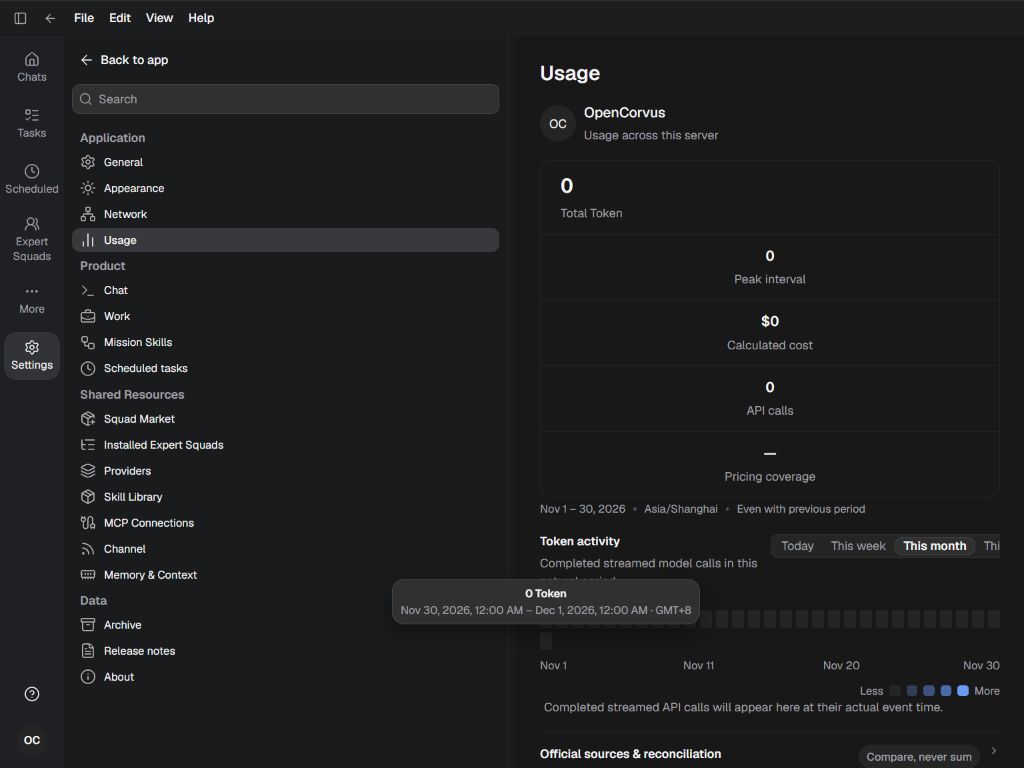 File Edit View Help
Chats
Tasks
Scheduled
Expert
Squads
More
Settings
OC
Back to app
Search
Application
General
Appearance
Network
Usage
Product
Chat
Work
Mission Skills
Scheduled tasks
Shared Resources
Squad Market
Installed Expert Squads
Providers
Skill Library
MCP Connections
Channel
Memory & Context
Data
Archive
Release notes
About
Usage
OC
OpenCorvus
Usage across this server
0
Total Token
0
Peak interval
$0
Calculated cost
0
API calls
—
Pricing coverage
Nov 1 – 30, 2026 • Asia/Shanghai • Even with previous period
Token activity
Completed streamed model calls in this
Today This week This month Thi
0 Token
Nov 30, 2026, 12:00 AM – Dec 1, 2026, 12:00 AM · GMT+8
Nov 1 Nov 11 Nov 20 Nov 30
Less More
Completed streamed API calls will appear here at their actual event time.
Official sources & reconciliation
Compare, never sum